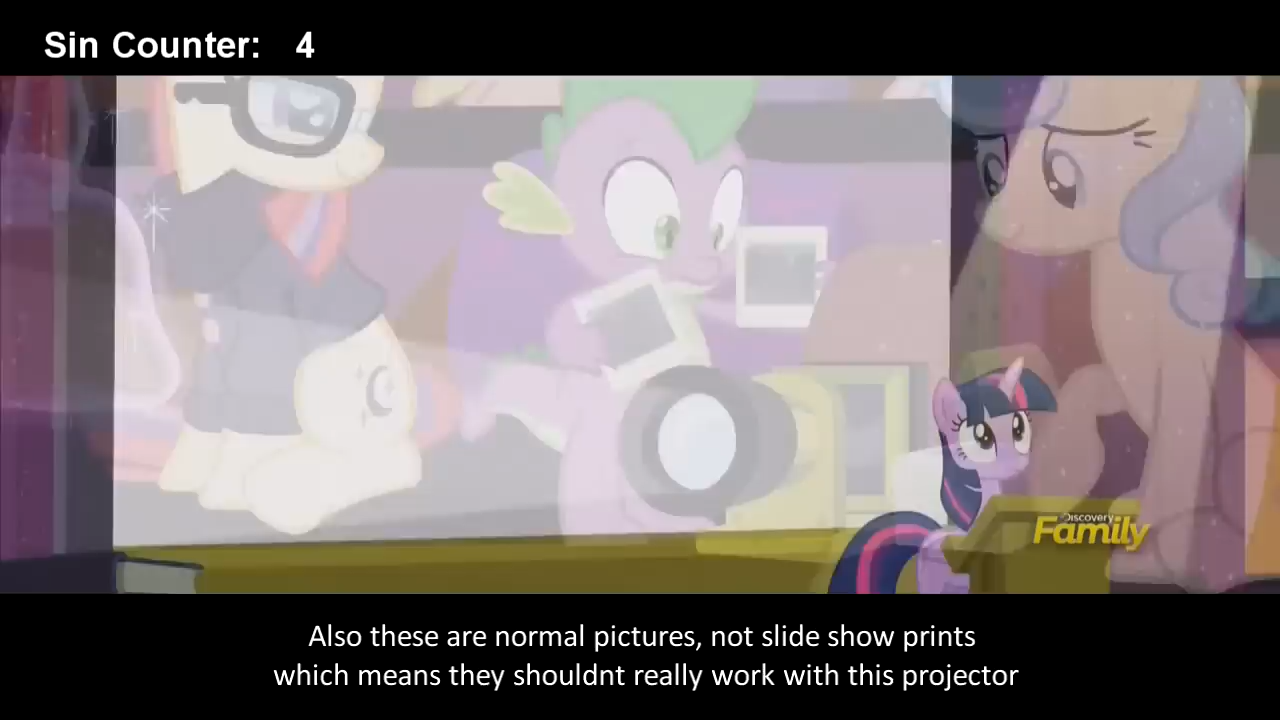 Sin Counter: 4
Discovery
Family
Also these are normal pictures, not slide show prints
which means they shouldnt really work with this projector